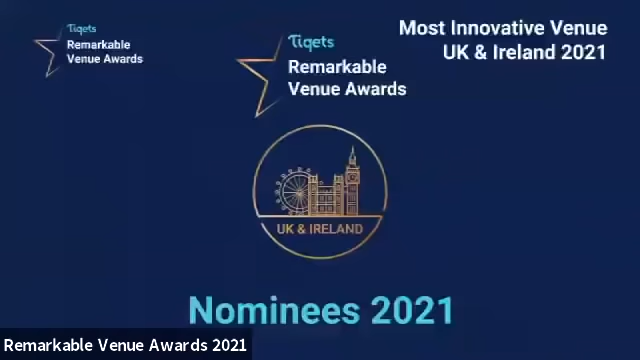 Tiqets
Remarkable
Venue Awards
Tiqets
Remarkable
Venue Awards
Most Innovative Venue
UK & Ireland 2021
UK & IRELAND
Nominees 2021
Remarkable Venue Awards 2021